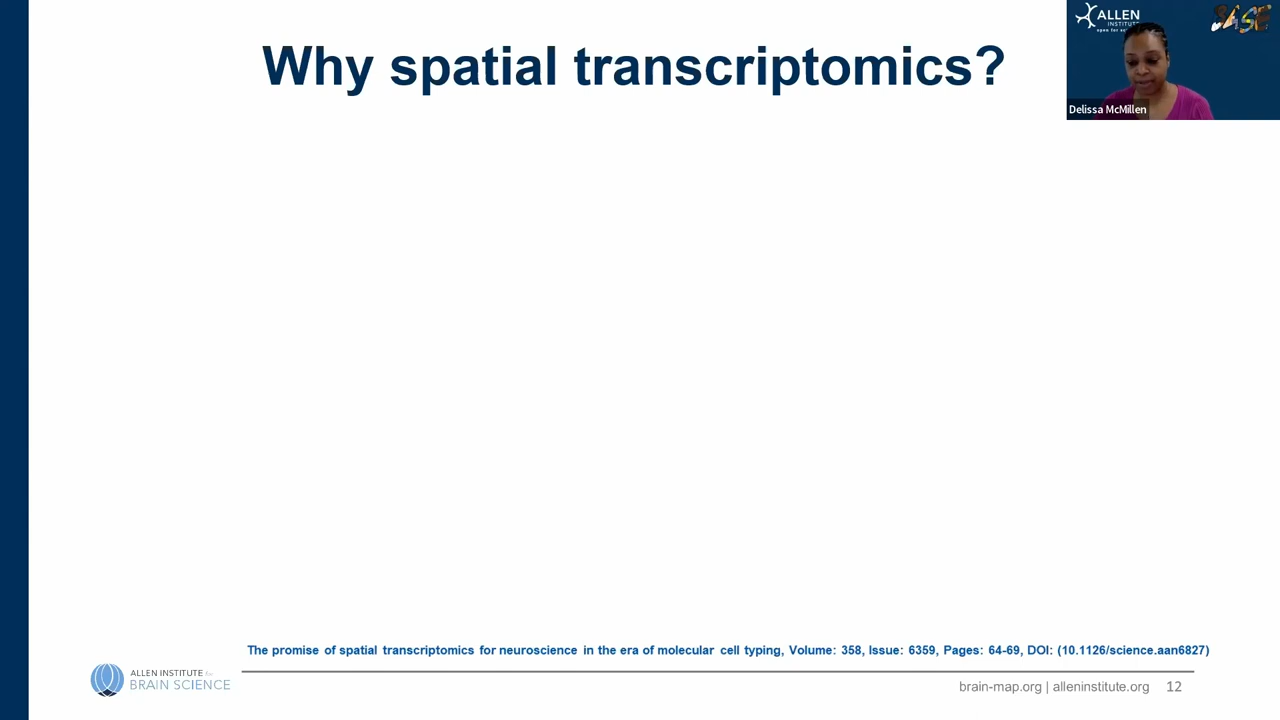 Why spatial transcriptomics?
ALLEN
INSTITUTE
Delissa McMillen
The promise of spatial transcriptomics for neuroscience in the era of molecular cell typing, Volume: 358, Issue: 6359, Pages: 64-69, DOI: (10.1126/science.aan6827)
ALLEN INSTITUTE for
BRAIN SCIENCE
brain-map.org | alleninstitute.org 12